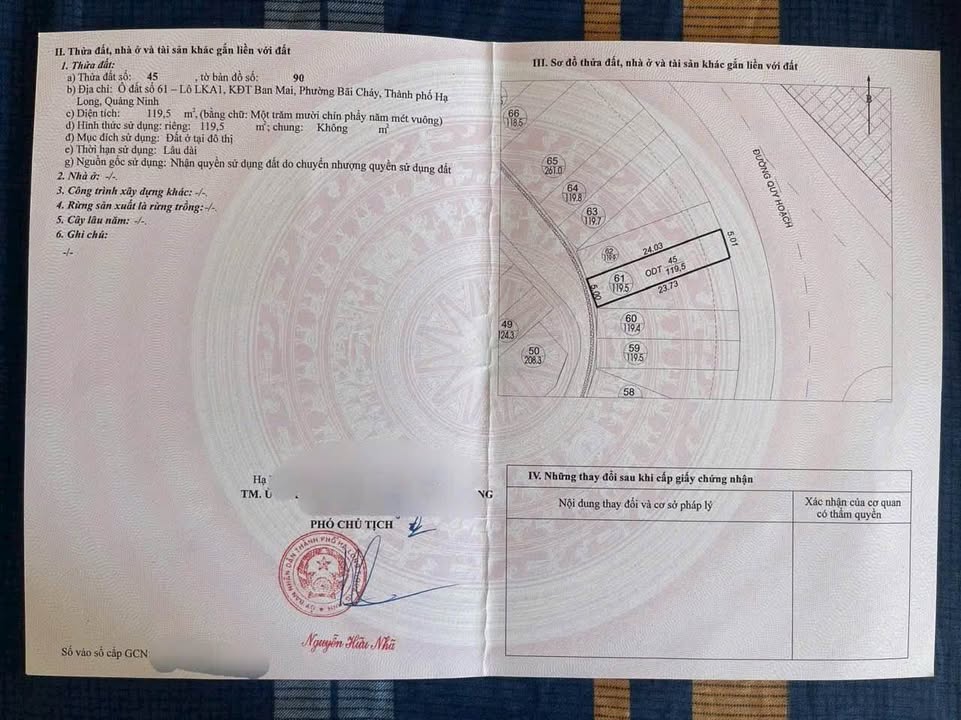 II. Thửa đất, nhà ở và tài sản khác gắn liền với đất
1. Thửa đất:
a) Thửa đất số: 45 , tờ bản đồ số: 90
b) Địa chỉ: Ô đất số 61 – Lô LKA1, KĐT Ban Mai, Phường Bãi Cháy, Thành phố Hạ
Long, Quảng Ninh
c) Diện tích: 119,5 m², (bằng chữ: Một trăm mười chín phẩy năm mét vuông)
d) Hình thức sử dụng: riêng: 119,5 m²; chung: Không m²
đ) Mục đích sử dụng: Đất ở tại đô thị
e) Thời hạn sử dụng: Lâu dài
g) Nguồn gốc sử dụng: Nhận quyền sử dụng đất do chuyển nhượng quyền sử dụng đất
2. Nhà ở: -/-.
3. Công trình xây dựng khác: -/-.
4. Rừng sản xuất là rừng trồng: -/-.
5. Cây lâu năm: -/-.
6. Ghi chú:
-/-
Hạ
TM. Ủ
NG
PHÓ CHỦ TỊCH
Nguyễn Hữu Nhã
Số vào sổ cấp GCN
III. Sơ đồ thửa đất, nhà ở và tài sản khác gắn liền với đất
B
66
118.5
ĐƯỜNG QUY HOẠCH
65
261.0
64
119.8
63
119.7
62
24.03
5.01
45
ODT 119,5
61
119.5
5.00
23.73
60
119.4
59
119.5
58
49
124.3
50
208.3
IV. Những thay đổi sau khi cấp giấy chứng nhận
Nội dung thay đổi và cơ sở pháp lý
Xác nhận của cơ quan
có thẩm quyền